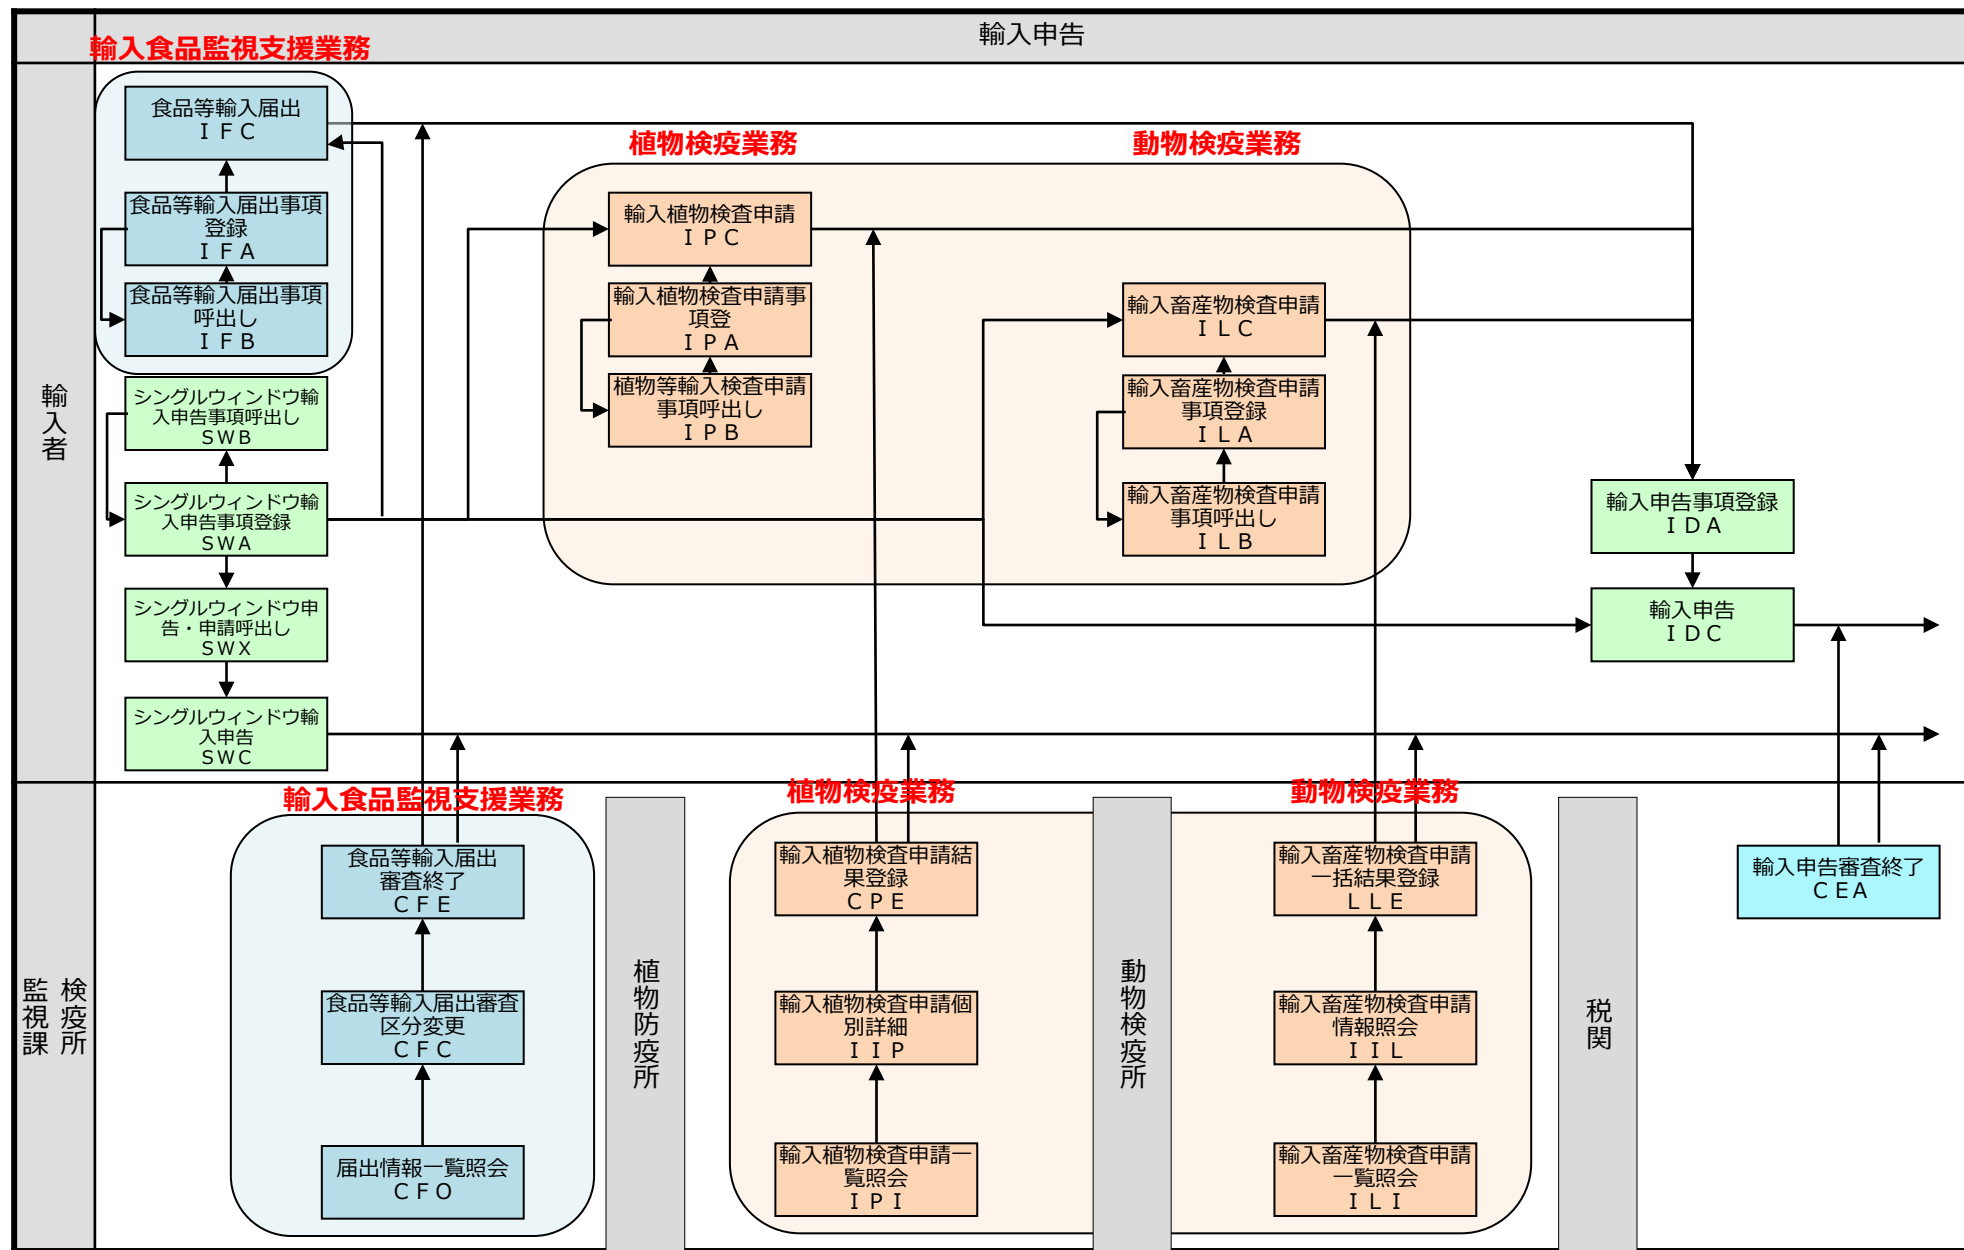 輸入申告
輸入食品監視支援業務
輸入者
食品等輸入届出
ＩＦＣ
食品等輸入届出事項
登録
ＩＦＡ
食品等輸入届出事項
呼出し
ＩＦＢ
シングルウィンドウ輸
入申告事項呼出し
ＳＷＢ
シングルウィンドウ輸
入申告事項登録
ＳＷＡ
シングルウィンドウ申
告・申請呼出し
ＳＷＸ
シングルウィンドウ輸
入申告
ＳＷＣ
植物検疫業務
輸入植物検査申請
ＩＰＣ
輸入植物検査申請事
項登
ＩＰＡ
植物等輸入検査申請
事項呼出し
ＩＰＢ
動物検疫業務
輸入畜産物検査申請
ＩＬＣ
輸入畜産物検査申請
事項登録
ＩＬＡ
輸入畜産物検査申請
事項呼出し
ＩＬＢ
輸入申告事項登録
ＩＤＡ
輸入申告
ＩＤＣ
検疫所
監視課
輸入食品監視支援業務
食品等輸入届出
審査終了
ＣＦＥ
食品等輸入届出審査
区分変更
ＣＦＣ
届出情報一覧照会
ＣＦＯ
植物防疫所
植物検疫業務
輸入植物検査申請結
果登録
ＣＰＥ
輸入植物検査申請個
別詳細
ＩＩＰ
輸入植物検査申請一
覧照会
ＩＰＩ
動物検疫所
動物検疫業務
輸入畜産物検査申請
一括結果登録
ＬＬＥ
輸入畜産物検査申請
情報照会
ＩＩＬ
輸入畜産物検査申請
一覧照会
ＩＬＩ
税関
輸入申告審査終了
ＣＥＡ